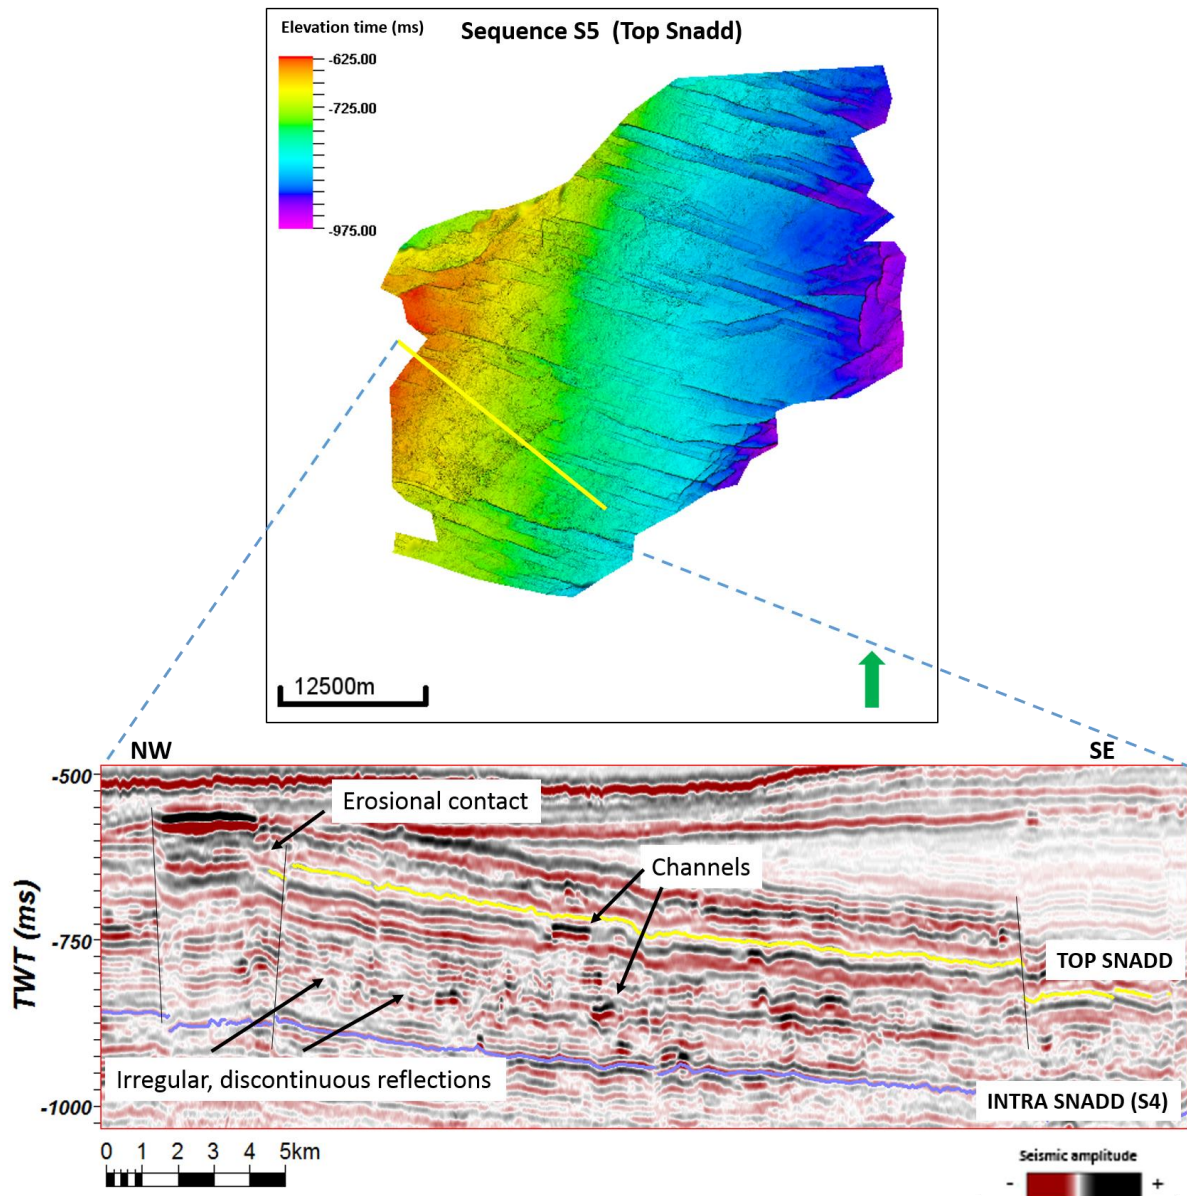 Elevation time (ms)
Sequence S5 (Top Snadd)
-625.00
-725.00
-975.00
12500m
NW
SE
-500
Erosional contact
Channels
-750
TWT (ms)
TOP SNADD
Irregular, discontinuous reflections
INTRA SNADD (S4)
-1000
0 1 2 3 4 5km
Seismic amplitude
- +